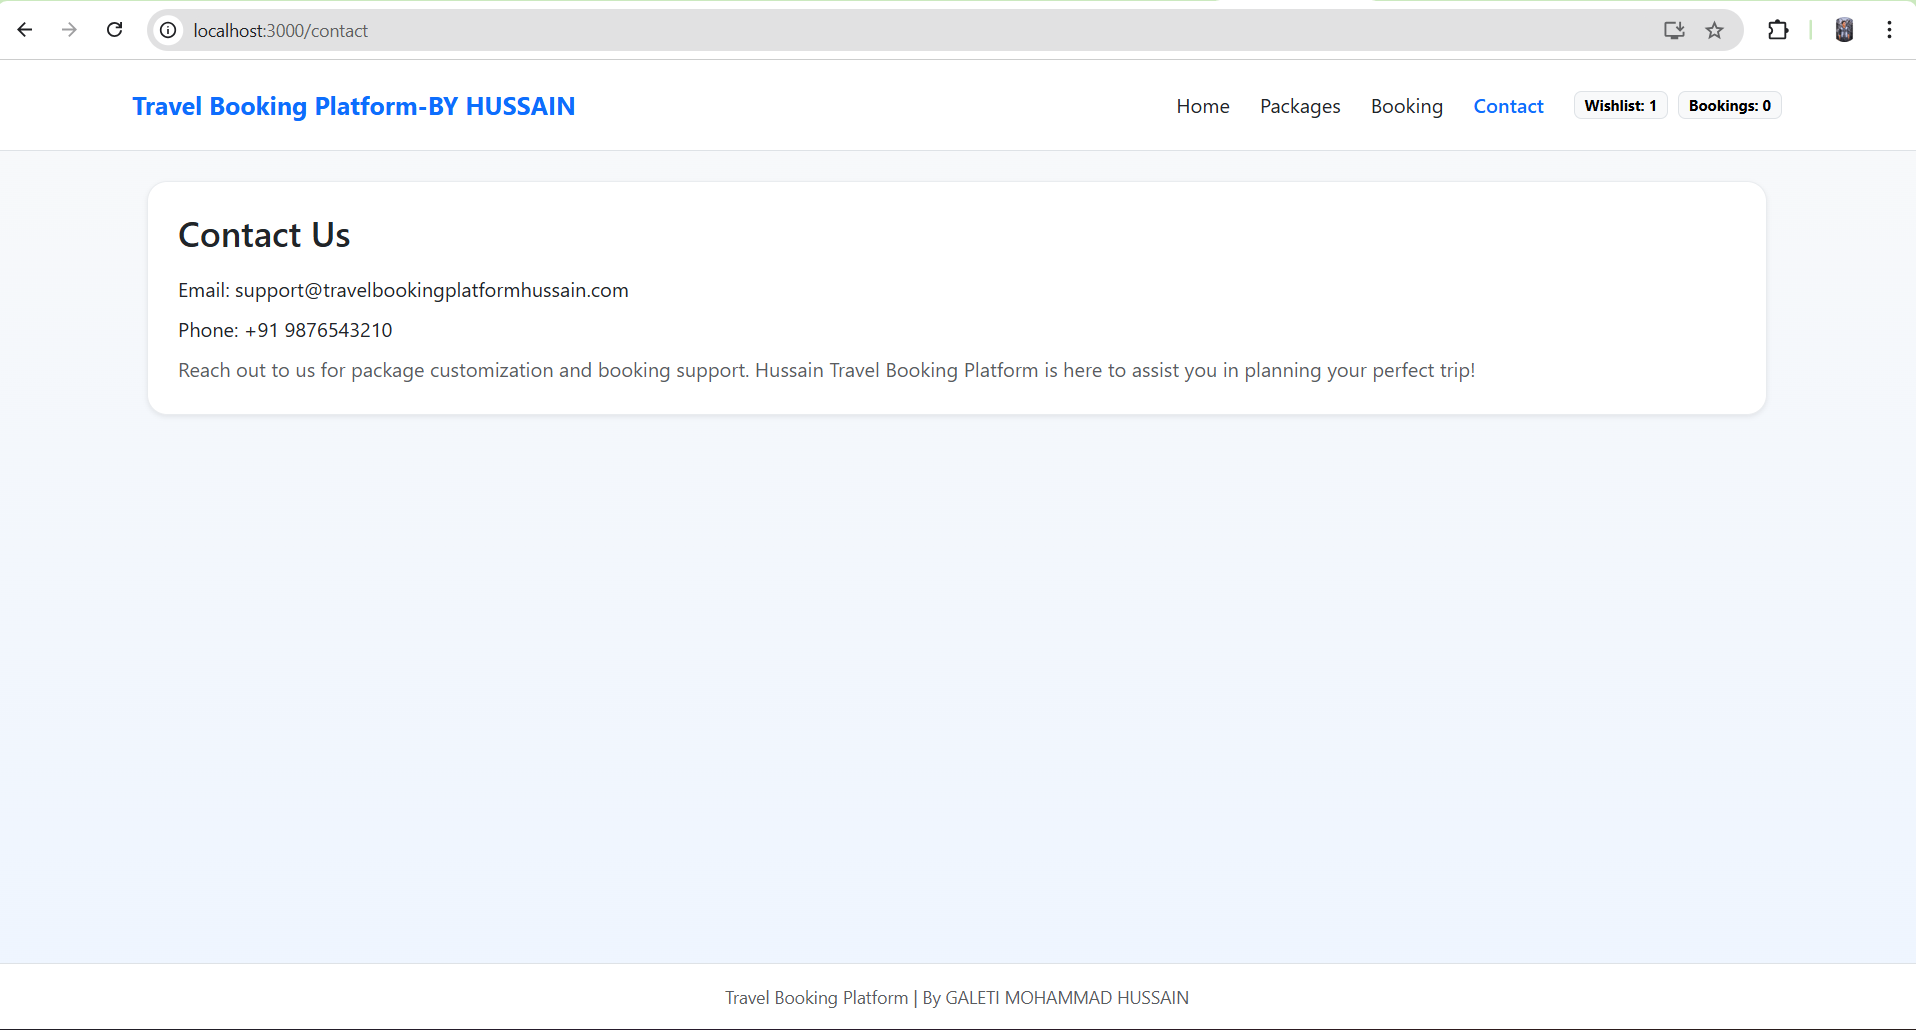 localhost:3000/contact
Travel Booking Platform-BY HUSSAIN
Home Packages Booking Contact Wishlist: 1 Bookings: 0
Contact Us
Email: support@travelbookingplatformhussain.com
Phone: +91 9876543210
Reach out to us for package customization and booking support. Hussain Travel Booking Platform is here to assist you in planning your perfect trip!
Travel Booking Platform | By GALETI MOHAMMAD HUSSAIN